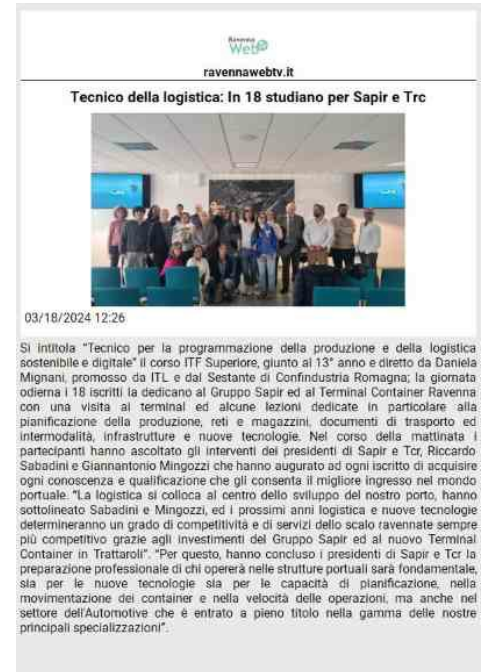 Ravenna
Web
ravennawebtv.it
Tecnico della logistica: In 18 studiano per Sapir e Trc
03/18/2024 12:26
Si intitola "Tecnico per la programmazione della produzione e della logistica
sostenibile e digitale" il corso ITF Superiore, giunto al 13° anno e diretto da Daniela
Mignani, promosso da ITL e dal Sestante di Confindustria Romagna; la giornata
odierna i 18 iscritti la dedicano al Gruppo Sapir ed al Terminal Container Ravenna
con una visita ai terminal ed alcune lezioni dedicate in particolare alla
pianificazione della produzione, reti e magazzini, documenti di trasporto ed
intermodalità, infrastrutture e nuove tecnologie. Nel corso della mattinata i
partecipanti hanno ascoltato gli interventi dei presidenti di Sapir e Tcr, Riccardo
Sabadini e Giannantonio Mingozzi che hanno augurato ad ogni iscritto di acquisire
ogni conoscenza e qualificazione che gli consenta il migliore ingresso nel mondo
portuale. "La logistica si colloca al centro dello sviluppo del nostro porto, hanno
sottolineato Sabadini e Mingozzi, ed i prossimi anni logistica e nuove tecnologie
determineranno un grado di competitività e di servizi dello scalo ravennate sempre
più competitivo grazie agli investimenti del Gruppo Sapir ed al nuovo Terminal
Container in Trattaroli". "Per questo, hanno concluso i presidenti di Sapir e Tcr la
preparazione professionale di chi opererà nelle strutture portuali sarà fondamentale,
sia per le nuove tecnologie sia per le capacità di pianificazione, nella
movimentazione dei container e nella velocità delle operazioni, ma anche nel
settore dell'Automotive che è entrato a pieno titolo nella gamma delle nostre
principali specializzazioni".